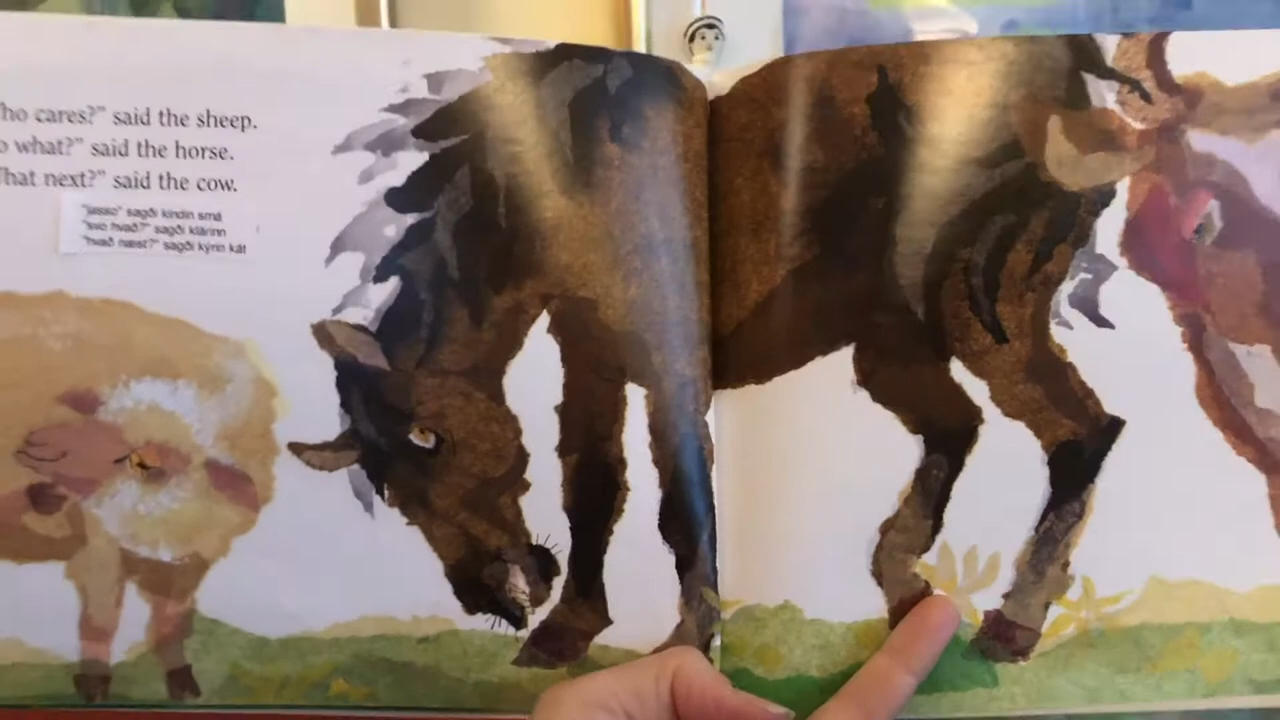 ho cares?" said the sheep.
o what?" said the horse.
hat next?" said the cow.
"jæsso" sagði kindin smá
"svo hvað?" sagði klárinn
"hvað næst?" sagði kýrin kát